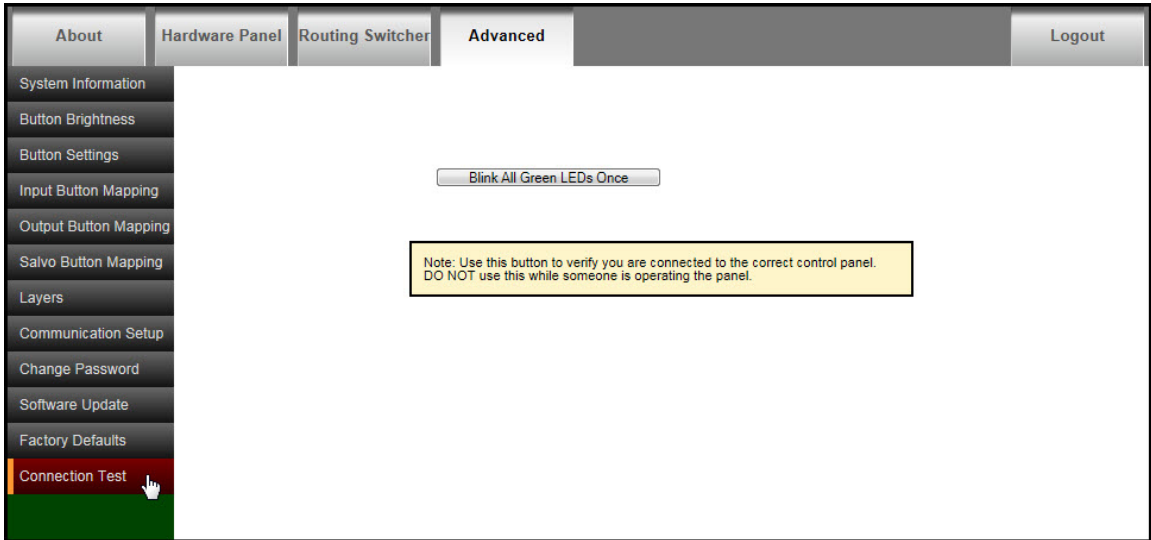 About
Hardware Panel
Routing Switcher
Advanced
Logout
System Information
Button Brightness
Button Settings
Input Button Mapping
Output Button Mapping
Salvo Button Mapping
Layers
Communication Setup
Change Password
Software Update
Factory Defaults
Connection Test
Blink All Green LEDs Once
Note: Use this button to verify you are connected to the correct control panel.
DO NOT use this while someone is operating the panel.